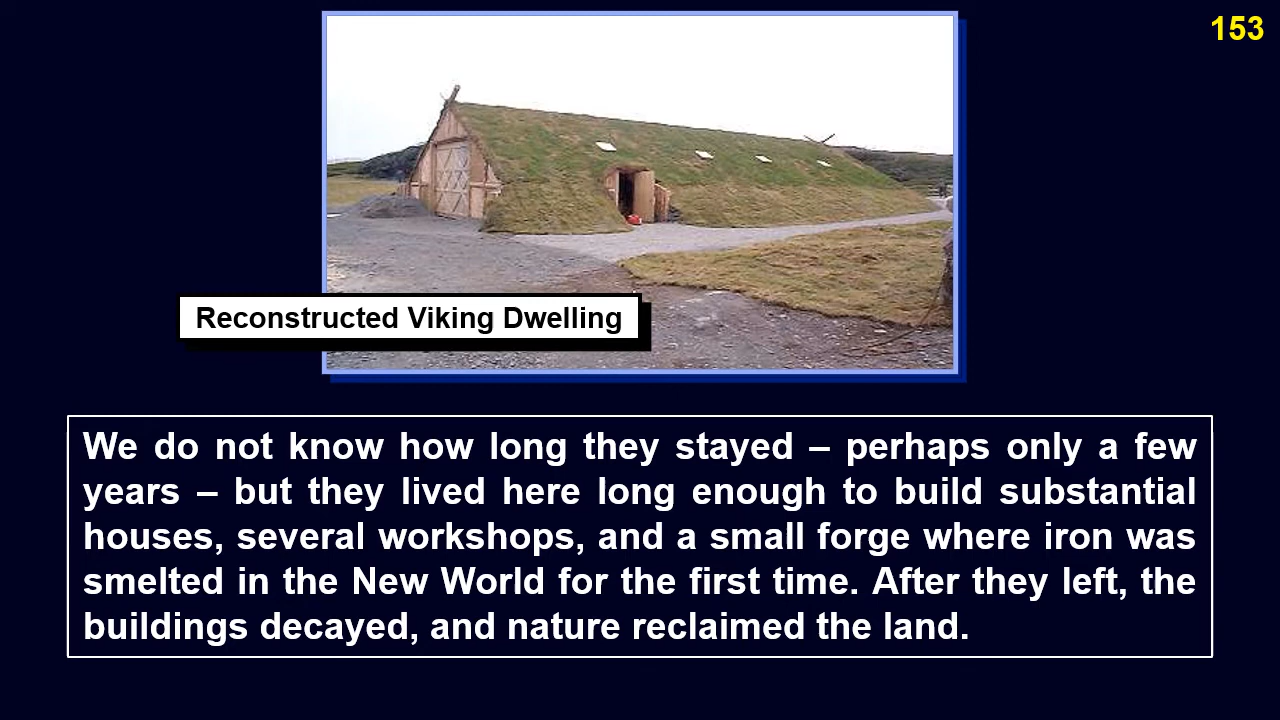 153
Reconstructed Viking Dwelling
We do not know how long they stayed – perhaps only a few
years – but they lived here long enough to build substantial
houses, several workshops, and a small forge where iron was
smelted in the New World for the first time. After they left, the
buildings decayed, and nature reclaimed the land.